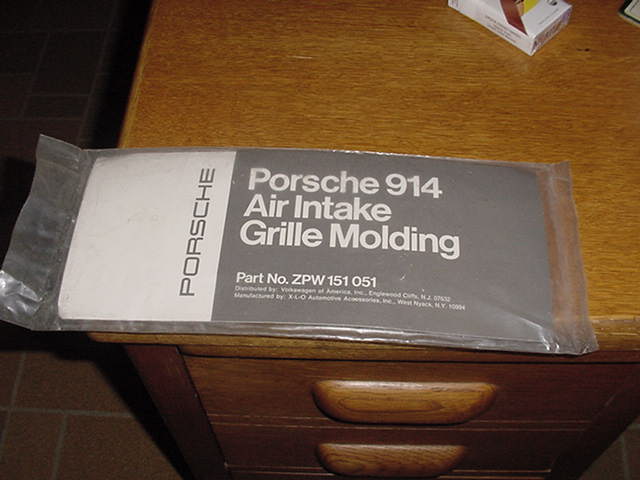 PORSCHE
Porsche 914
Air Intake
Grille Molding
Part No. ZPW 151 051
Distributed by: Volkswagen of America, Inc., Englewood Cliffs, N.J. 07632
Manufactured by: X-L-O Automotive Accessories, Inc., West Nyack, N.Y. 10994